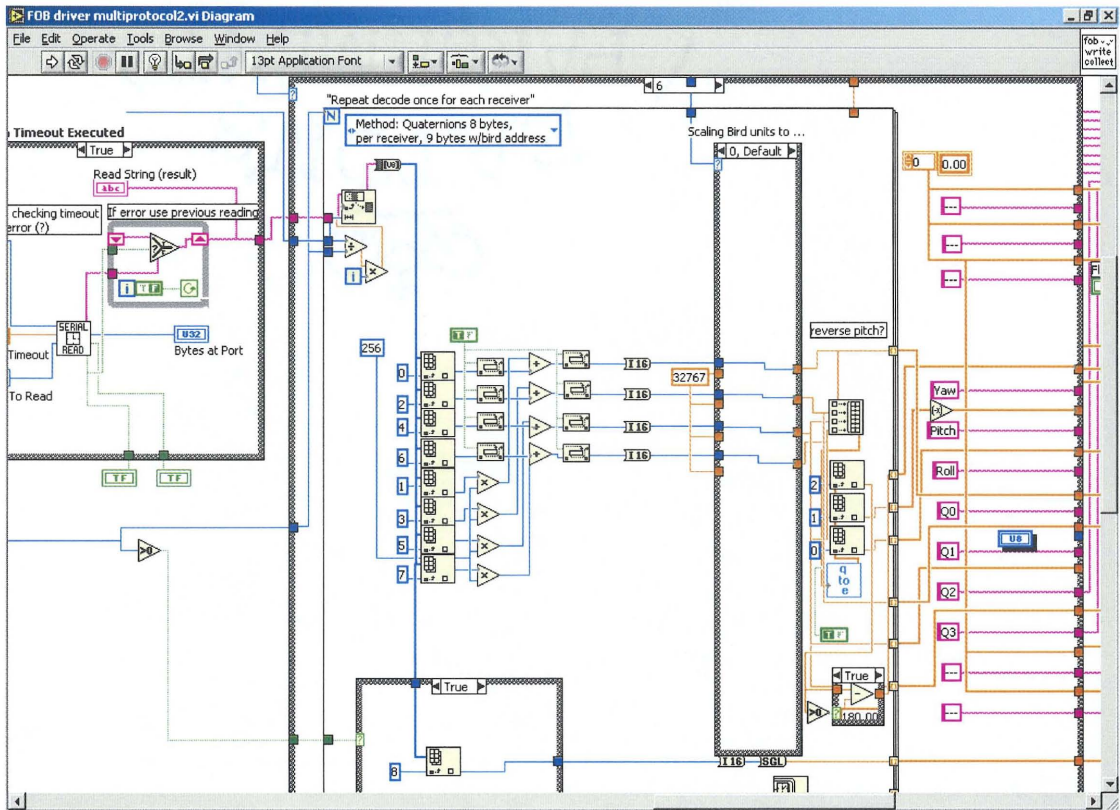 FOB driver multiprotocol2.vi Diagram
File Edit Operate Tools Browse Window Help
13pt Application Font
fob
write
collect
6
"Repeat decode once for each receiver"
N
Method: Quaternions 8 bytes,
per receiver, 9 bytes w/bird address
Timeout Executed
True
Read String (result)
abc
checking timeout
error (?)
If error use previous reading
i
TF
SERIAL
READ
U32
Bytes at Port
Timeout
To Read
TF
TF
>0
[U8]
i
256
TF
0
2
4
6
1
3
5
7
I16
I16
I16
I16
Scaling Bird units to ...
0, Default
32767
reverse pitch?
2
1
0
q
to
e
TF
True
>0
180.00
0
0.00
---
---
---
Yaw
Pitch
Roll
Q0
U8
Q1
Q2
Q3
---
---
True
8
I16
SGL